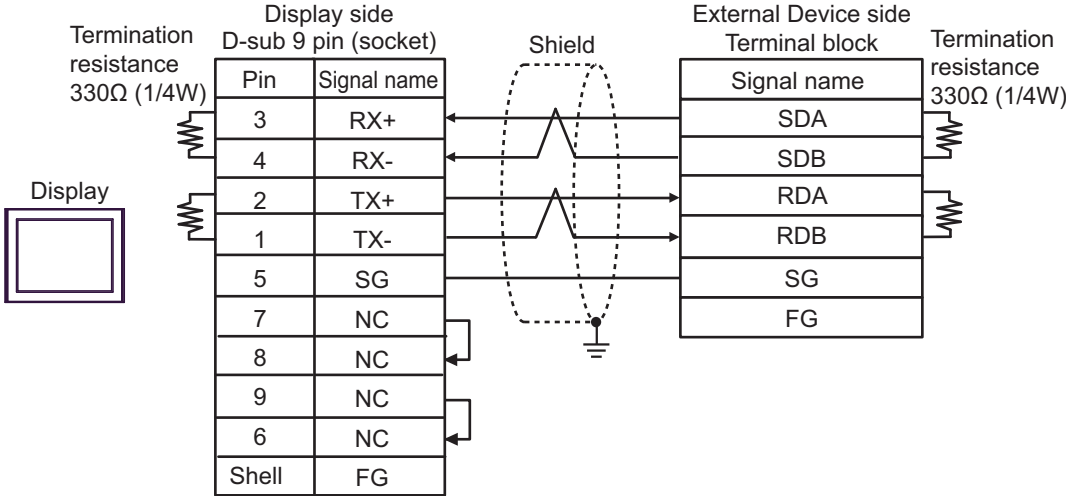 Display side
D-sub 9 pin (socket)
Termination
resistance
330Ω (1/4W)
Shield
External Device side
Terminal block
Termination
resistance
330Ω (1/4W)
Pin Signal name
3 RX+
4 RX-
2 TX+
1 TX-
5 SG
7 NC
8 NC
9 NC
6 NC
Shell FG
Signal name
SDA
SDB
RDA
RDB
SG
FG
Display